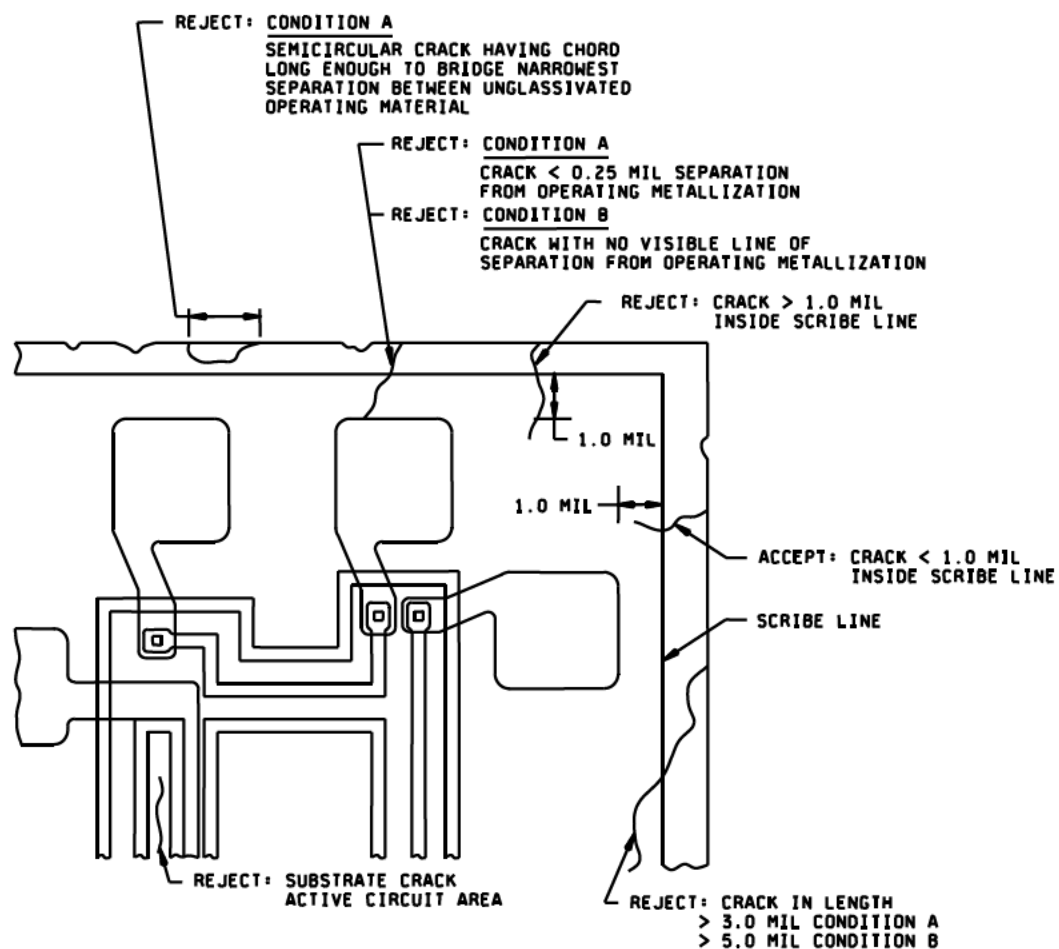 REJECT: CONDITION A
SEMICIRCULAR CRACK HAVING CHORD
LONG ENOUGH TO BRIDGE NARROWEST
SEPARATION BETWEEN UNGLASSIVATED
OPERATING MATERIAL
REJECT: CONDITION A
CRACK < 0.25 MIL SEPARATION
FROM OPERATING METALLIZATION
REJECT: CONDITION B
CRACK WITH NO VISIBLE LINE OF
SEPARATION FROM OPERATING METALLIZATION
REJECT: CRACK > 1.0 MIL
INSIDE SCRIBE LINE
1.0 MIL
1.0 MIL
ACCEPT: CRACK < 1.0 MIL
INSIDE SCRIBE LINE
SCRIBE LINE
REJECT: SUBSTRATE CRACK
ACTIVE CIRCUIT AREA
REJECT: CRACK IN LENGTH
> 3.0 MIL CONDITION A
> 5.0 MIL CONDITION B